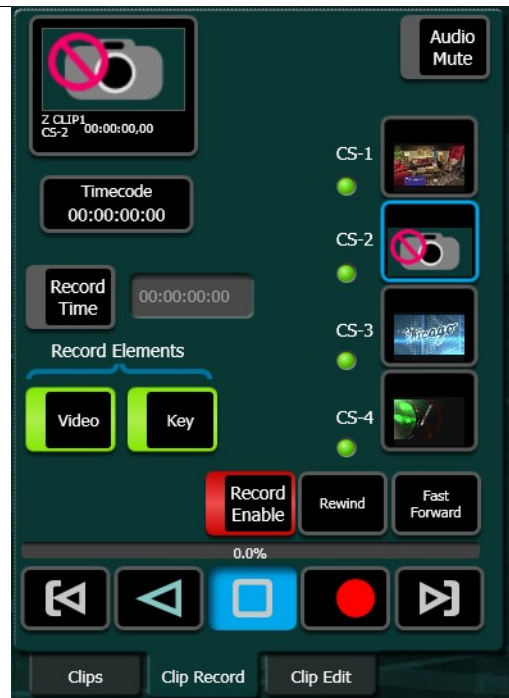 Audio
Mute
Z CLIP1
CS-2 00:00:00,00
CS-1
Timecode
00:00:00:00
CS-2
Record
Time
00:00:00:00
CS-3
Chicago
Record Elements
Video
Key
CS-4
Record
Enable
Rewind
Fast
Forward
0.0%
Clips
Clip Record
Clip Edit